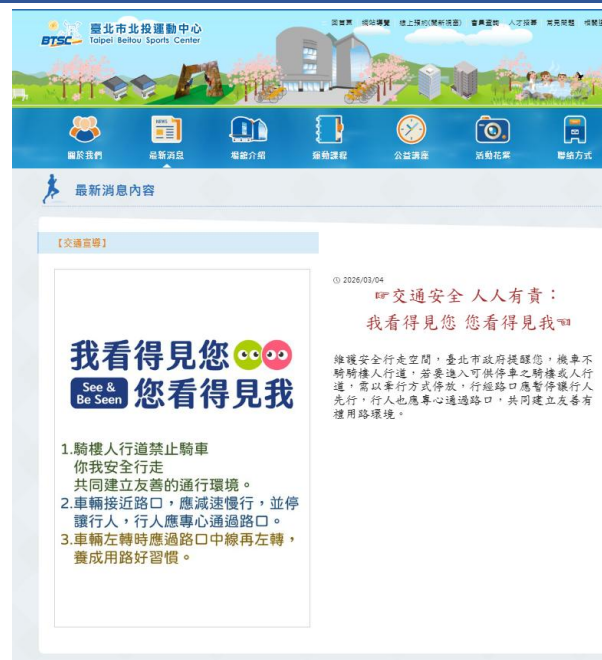 臺北市北投運動中心
BTSC Taipei Beitou Sports Center
回首頁 網站導覽 線上預約(開新視窗) 會員查詢 人才招募 常見問題
關於我們 最新消息 場館介紹 運動課程 公益講座 活動花絮 聯絡方式
最新消息內容
【交通宣導】
我看得見您
See & Be Seen 您看得見我
1.騎樓人行道禁止騎車
你我安全行走
共同建立友善的通行環境。
2.車輛接近路口，應減速慢行，並停
讓行人，行人應專心通過路口。
3.車輛左轉時應過路口中線再左轉，
養成用路好習慣。
2026/03/04
☞交通安全 人人有責：
我看得見您 您看得見我☜
維護安全行走空間，臺北市政府提醒您，機車不
騎騎樓人行道，若要進入可供停車之騎樓或人行
道，需以牽行方式停放，行經路口應暫停讓行人
先行，行人也應專心通過路口，共同建立友善有
禮用路環境。